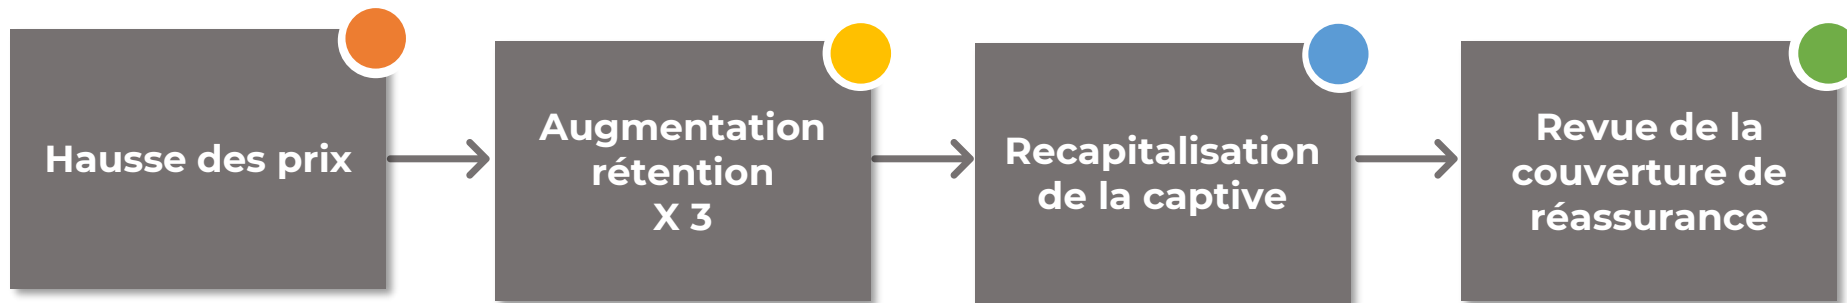 Hausse des prix
Augmentation
rétention
X 3
Recapitalisation
de la captive
Revue de la
couverture de
réassurance